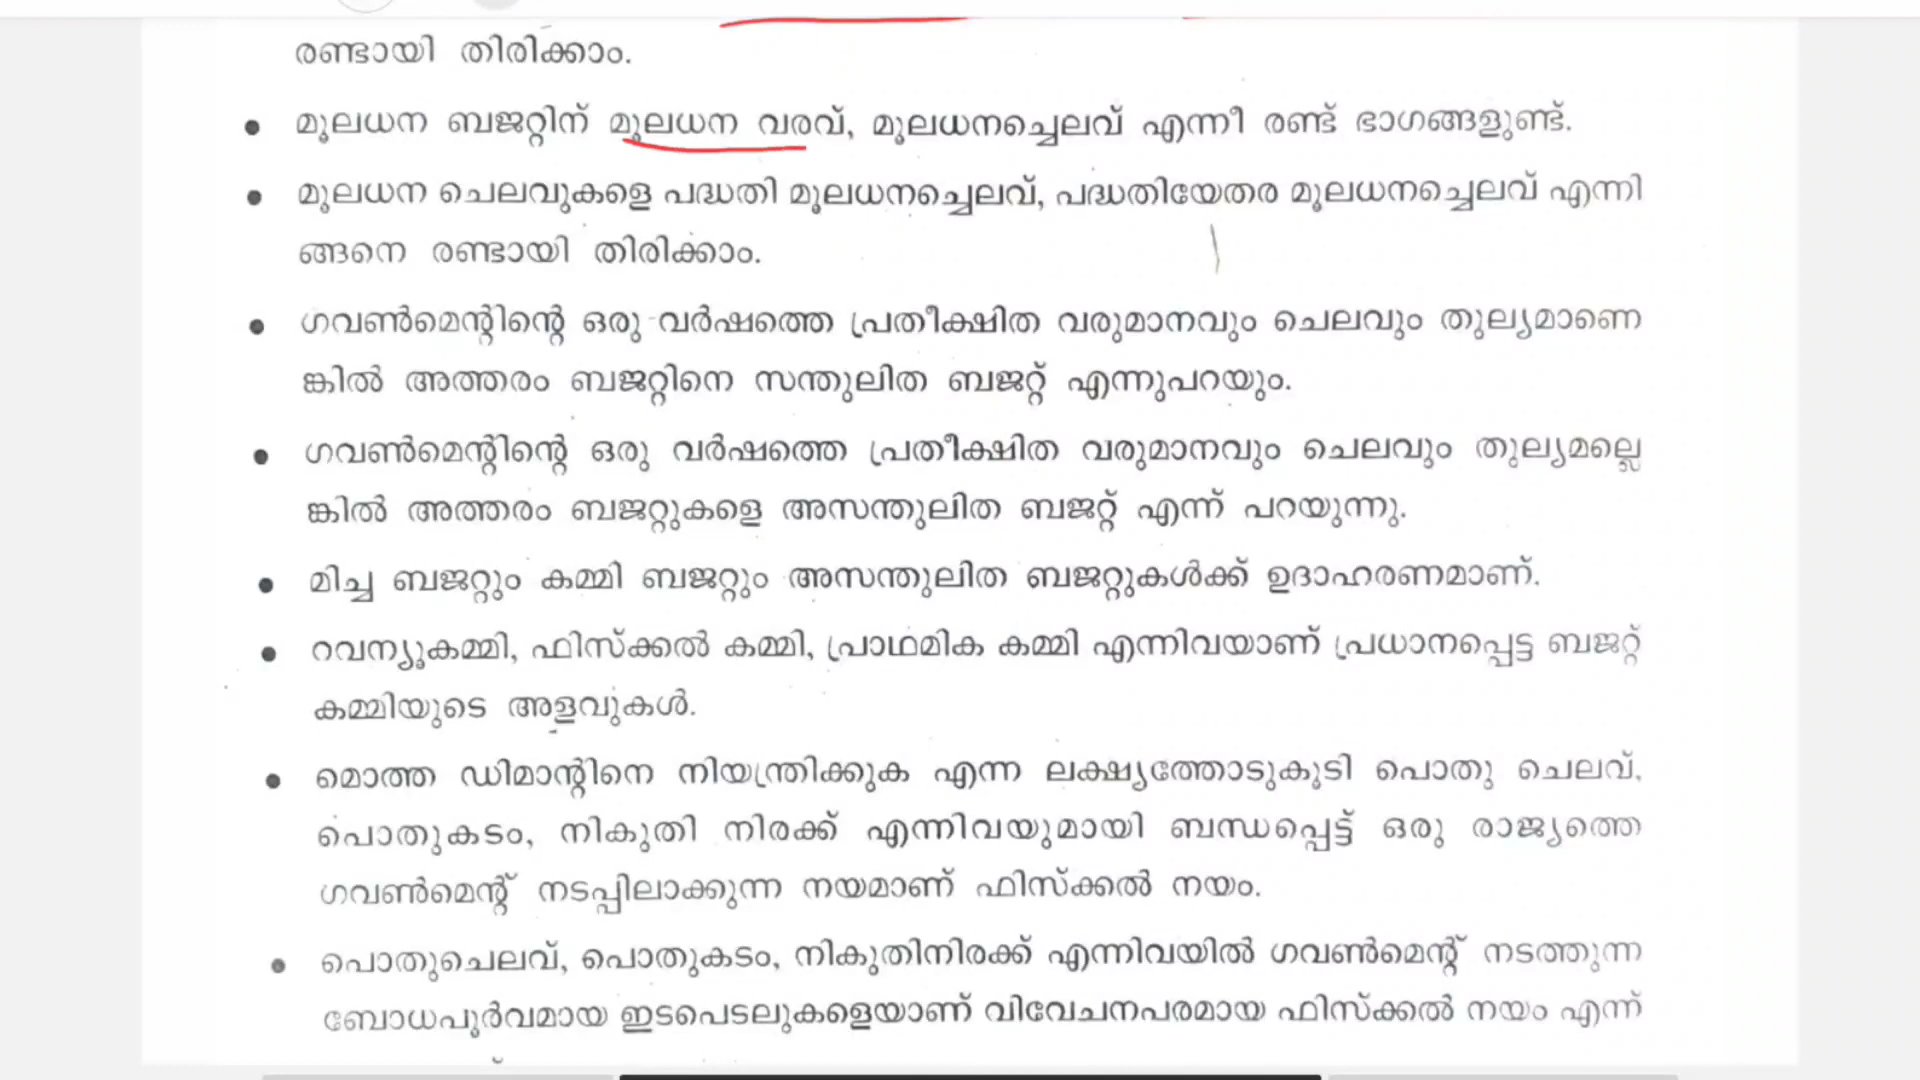 രണ്ടായി തിരിക്കാം.
• മൂലധന ബജറ്റിന് മൂലധന വരവ്, മൂലധനച്ചെലവ് എന്നീ രണ്ട് ഭാഗങ്ങളുണ്ട്.
• മൂലധന ചെലവുകളെ പദ്ധതി മൂലധനച്ചെലവ്, പദ്ധതിയേതര മൂലധനച്ചെലവ് എന്നി
ങ്ങനെ രണ്ടായി തിരിക്കാം.
• ഗവൺമെന്റിന്റെ ഒരു വർഷത്തെ പ്രതീക്ഷിത വരുമാനവും ചെലവും തുല്യമാണെ
ങ്കിൽ അത്തരം ബജറ്റിനെ സന്തുലിത ബജറ്റ് എന്നുപറയും.
• ഗവൺമെന്റിന്റെ ഒരു വർഷത്തെ പ്രതീക്ഷിത വരുമാനവും ചെലവും തുല്യമല്ലെ
ങ്കിൽ അത്തരം ബജറ്റുകളെ അസന്തുലിത ബജറ്റ് എന്ന് പറയുന്നു.
• മിച്ച ബജറ്റും കമ്മി ബജറ്റും അസന്തുലിത ബജറ്റുകൾക്ക് ഉദാഹരണമാണ്.
• റവന്യൂകമ്മി, ഫിസ്ക്കൽ കമ്മി, പ്രാഥമിക കമ്മി എന്നിവയാണ് പ്രധാനപ്പെട്ട ബജറ്റ്
കമ്മിയുടെ അളവുകൾ.
• മൊത്ത ഡിമാന്റിനെ നിയന്ത്രിക്കുക എന്ന ലക്ഷ്യത്തോടുകൂടി പൊതു ചെലവ്,
പൊതുകടം, നികുതി നിരക്ക് എന്നിവയുമായി ബന്ധപ്പെട്ട് ഒരു രാജ്യത്തെ
ഗവൺമെന്റ് നടപ്പിലാക്കുന്ന നയമാണ് ഫിസ്ക്കൽ നയം.
• പൊതുചെലവ്, പൊതുകടം, നികുതിനിരക്ക് എന്നിവയിൽ ഗവൺമെന്റ് നടത്തുന്ന
ബോധപൂർവമായ ഇടപെടലുകളെയാണ് വിവേചനപരമായ ഫിസ്ക്കൽ നയം എന്ന്